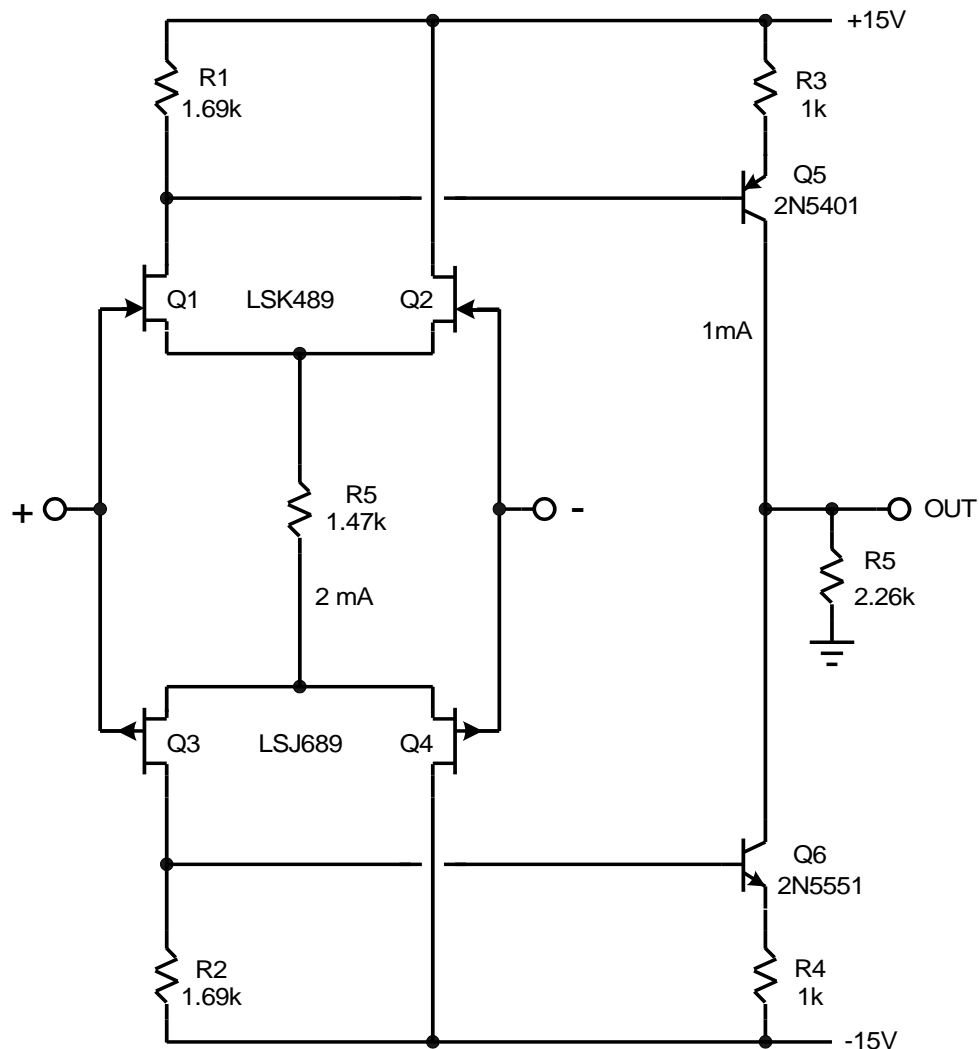 +15V
R1
1.69k
R3
1k
Q5
2N5401
Q1
LSK489
Q2
1mA
+
R5
1.47k
-
OUT
2 mA
R5
2.26k
Q3
LSJ689
Q4
Q6
2N5551
R2
1.69k
R4
1k
-15V